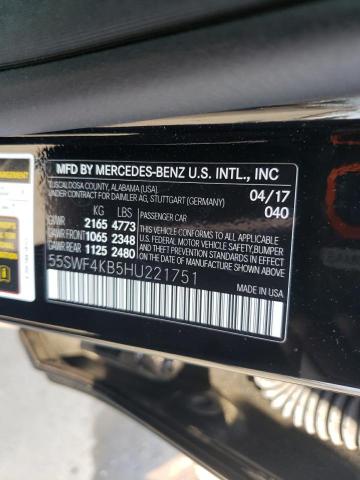 MFD BY MERCEDES-BENZ U.S. INTL., INC
TUSCALOOSA COUNTY, ALABAMA (USA),
UNDER CONTRACT FOR DAIMLER AG, STUTTGART (GERMANY)
04/17
040
KG LBS
GVWR 2165 4773
GAWR FRONT 1065 2348
GAWR REAR 1125 2480
PASSENGER CAR
THIS VEHICLE CONFORMS TO ALL APPLICABLE
U.S. FEDERAL MOTOR VEHICLE SAFETY, BUMPER
AND THEFT PREVENTION STANDARDS IN EFFECT
ON THE DATE OF MANUFACTURE SHOWN ABOVE.
55SWF4KB5HU221751
MADE IN USA